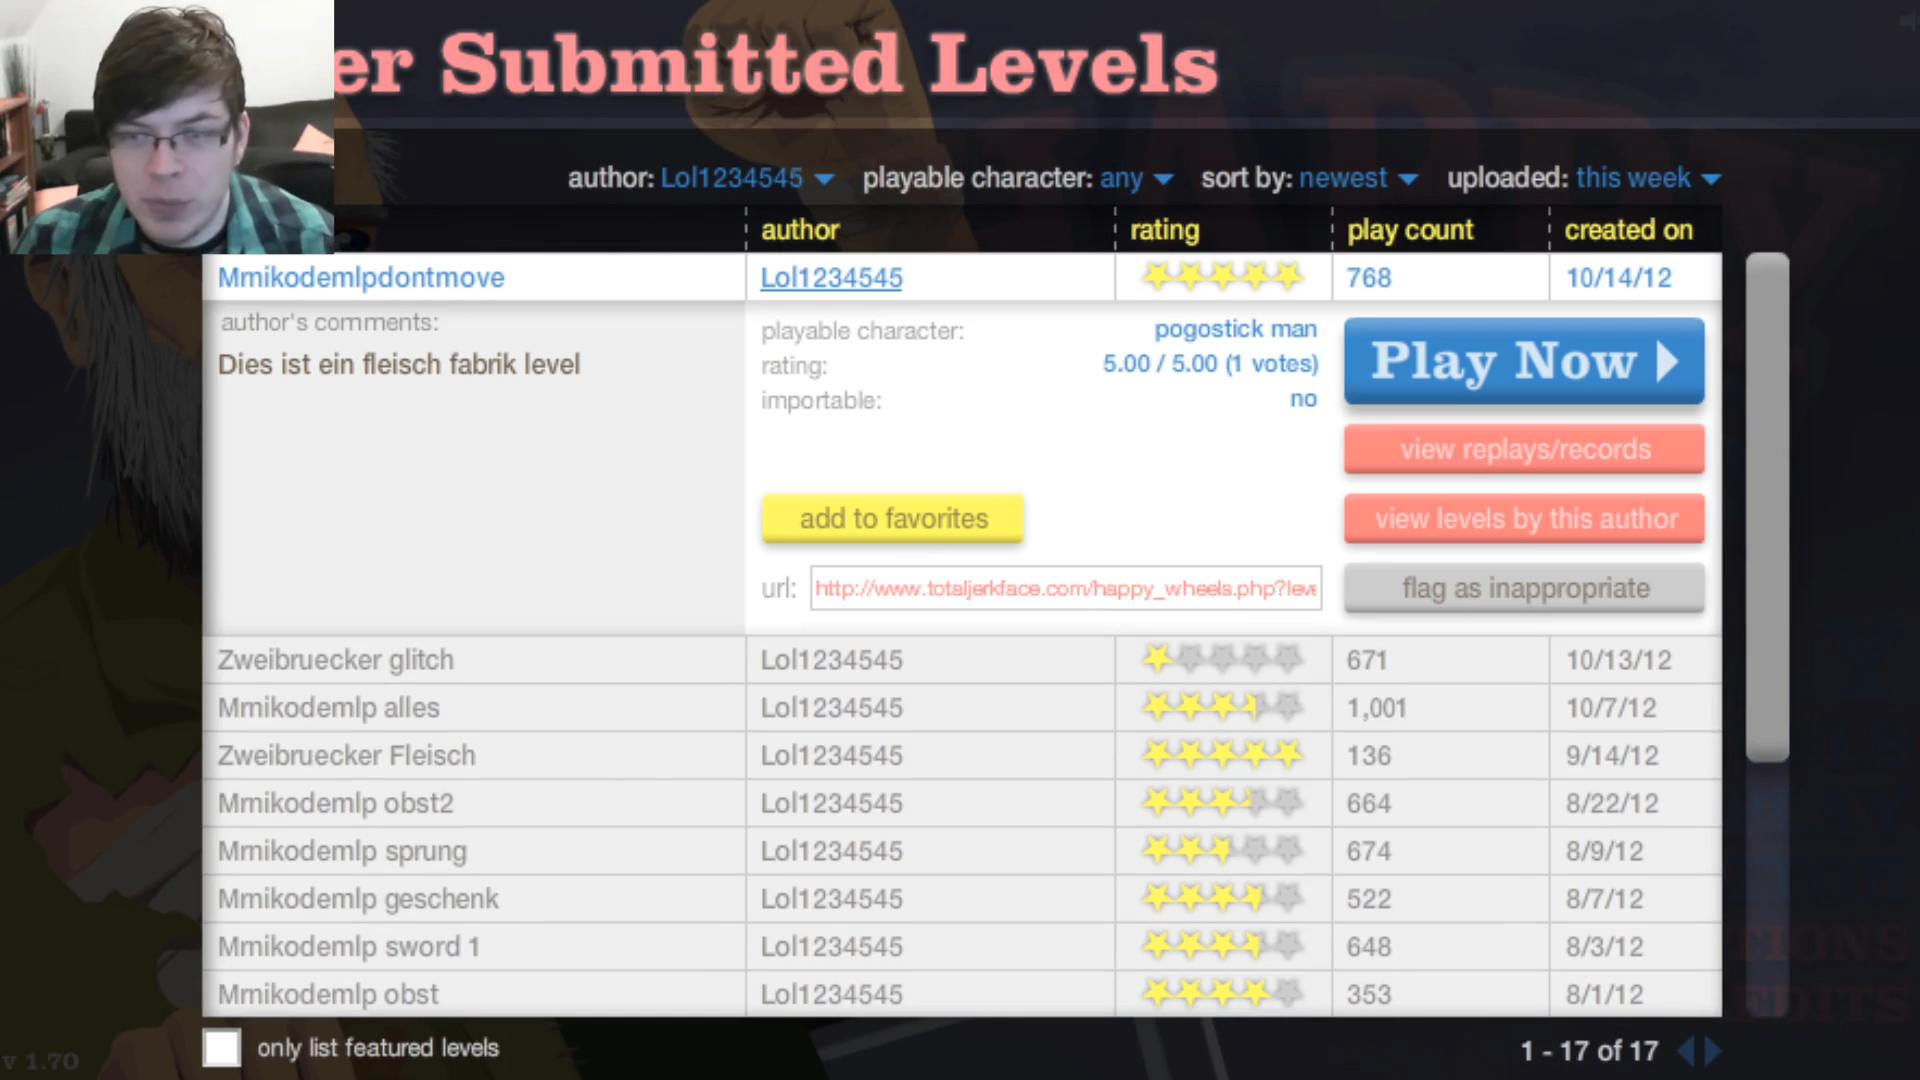 er Submitted Levels
author: Lol1234545 playable character: any sort by: newest uploaded: this week
author rating play count created on
Mmikodemlpdontmove Lol1234545 768 10/14/12
author's comments:
Dies ist ein fleisch fabrik level
playable character: pogostick man
rating: 5.00 / 5.00 (1 votes)
importable: no
Play Now
view replays/records
add to favorites
view levels by this author
url: http://www.totaljerkface.com/happy_wheels.php?leve
flag as inappropriate
Zweibruecker glitch Lol1234545 671 10/13/12
Mmikodemlp alles Lol1234545 1,001 10/7/12
Zweibruecker Fleisch Lol1234545 136 9/14/12
Mmikodemlp obst2 Lol1234545 664 8/22/12
Mmikodemlp sprung Lol1234545 674 8/9/12
Mmikodemlp geschenk Lol1234545 522 8/7/12
Mmikodemlp sword 1 Lol1234545 648 8/3/12
Mmikodemlp obst Lol1234545 353 8/1/12
only list featured levels
1 - 17 of 17
v 1.70